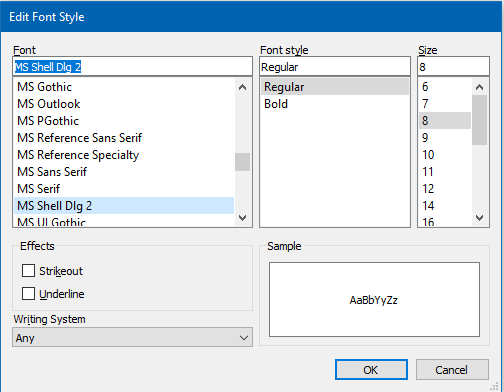 Edit Font Style
Font
MS Shell Dlg 2
MS Gothic
MS Outlook
MS PGothic
MS Reference Sans Serif
MS Reference Specialty
MS Sans Serif
MS Serif
MS Shell Dlg 2
MS UI Gothic
Font style
Regular
Regular
Bold
Size
8
6
7
8
9
10
11
12
14
16
Effects
Strikeout
Underline
Sample
AaBbYyZz
Writing System
Any
OK
Cancel